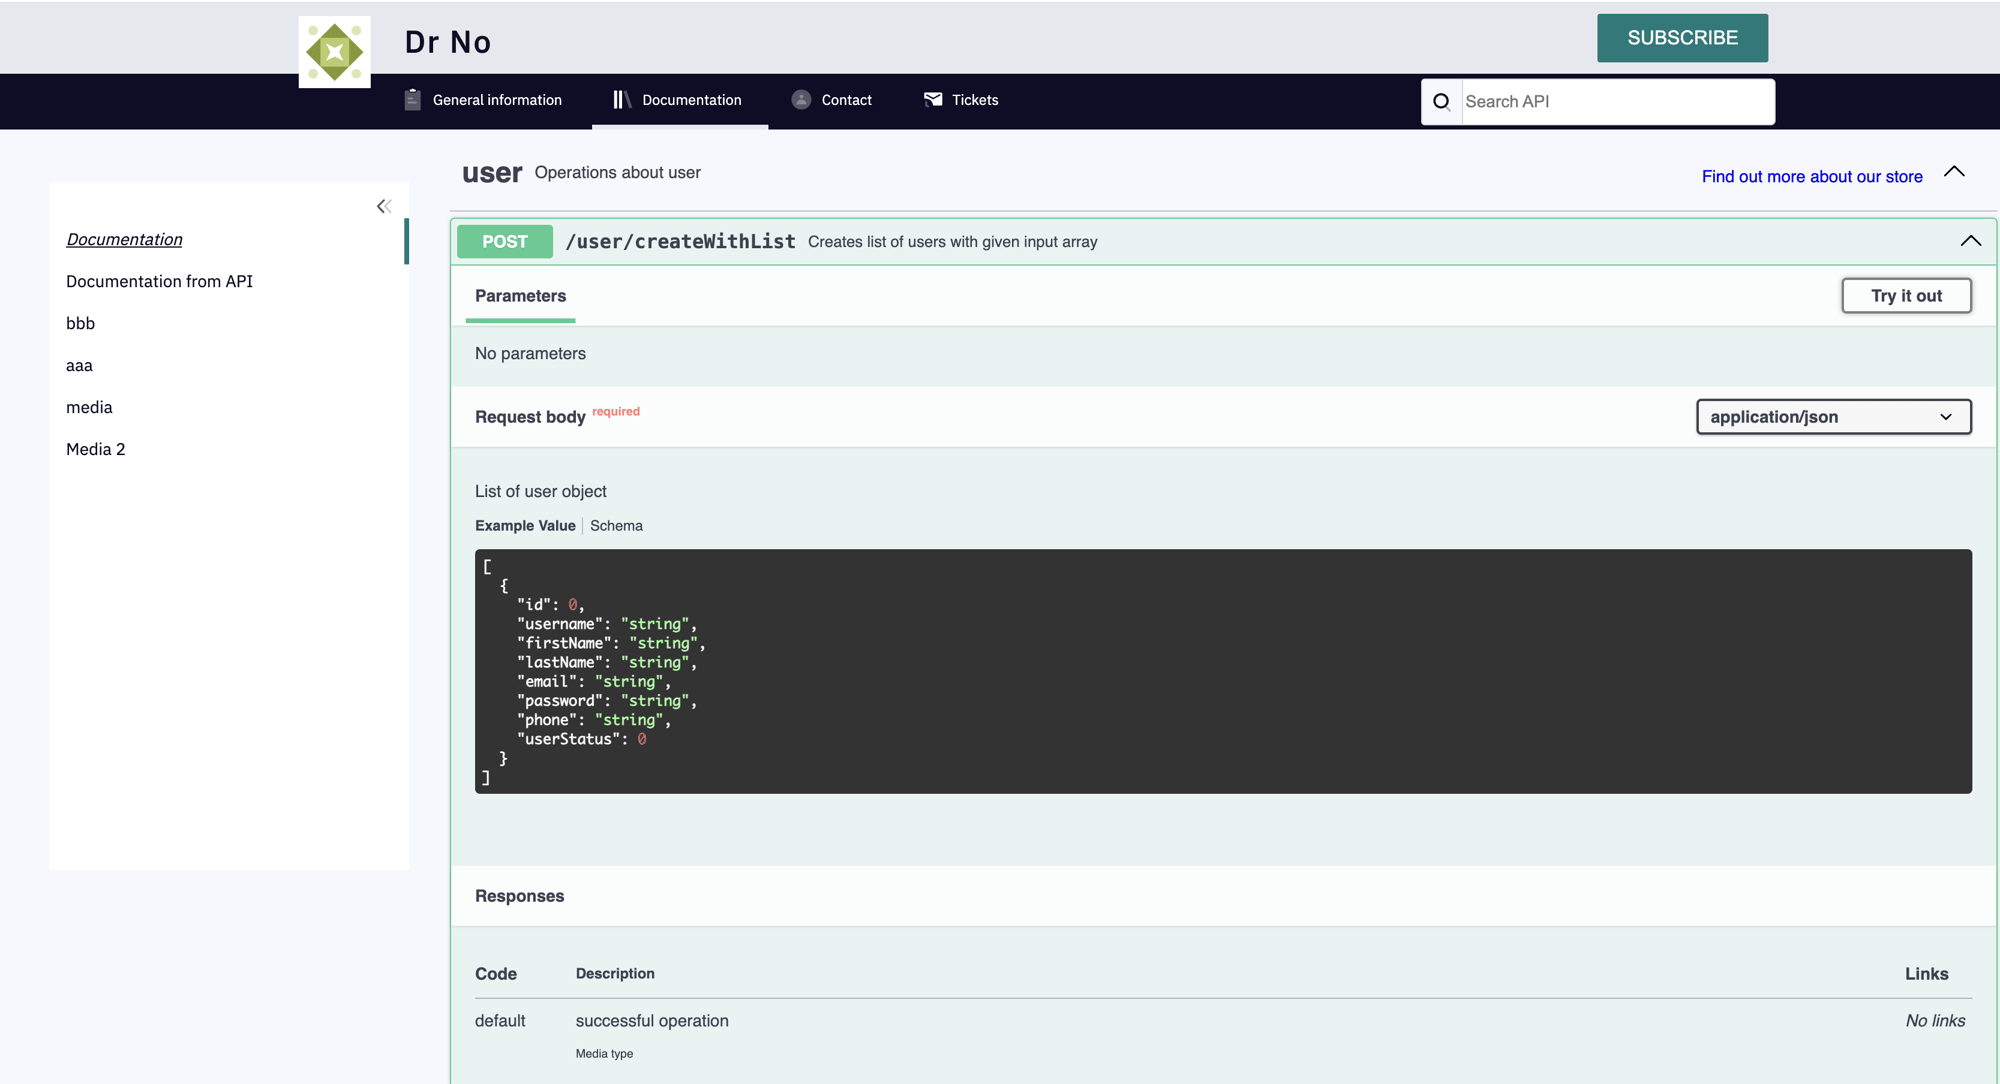 Dr No
SUBSCRIBE
General information
Documentation
Contact
Tickets
Search API
Documentation
Documentation from API
bbb
aaa
media
Media 2
user Operations about user
Find out more about our store
POST /user/createWithList Creates list of users with given input array
Parameters
Try it out
No parameters
Request body required
application/json
List of user object
Example Value | Schema
[
  {
    "id": 0,
    "username": "string",
    "firstName": "string",
    "lastName": "string",
    "email": "string",
    "password": "string",
    "phone": "string",
    "userStatus": 0
  }
]
Responses
Code Description Links
default successful operation No links
Media type